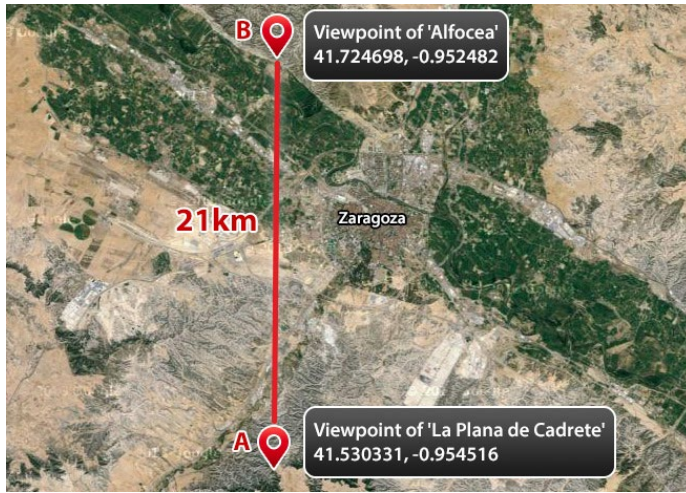 B
Viewpoint of 'Alfocea'
41.724698, -0.952482
21km
Zaragoza
A
Viewpoint of 'La Plana de Cadrete'
41.530331, -0.954516